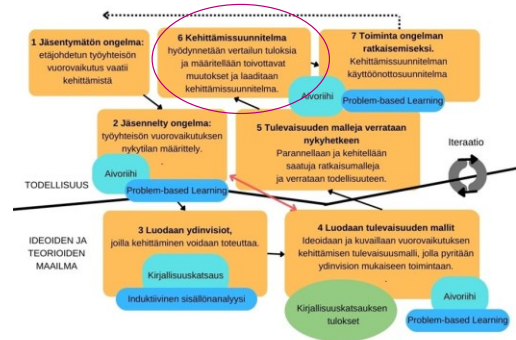 1 Jäsentymätön ongelma:
etäjohdetun työyhteisön
vuorovaikutus vaatii
kehittämistä
6 Kehittämissuunnitelma
hyödynnetään vertailun tuloksia
ja määritellään toivottavat
muutokset ja laaditaan
kehittämissuunnitelma.
7 Toiminta ongelman
ratkaisemiseksi.
Kehittämissuunnitelman
käyttöönottosuunnitelma
Aivoriihi
Problem-based Learning
2 Jäsennelty ongelma:
työyhteisön vuorovaikutuksen
nykytilan määrittely.
.
Aivoriihi
Problem-based Learning
5 Tulevaisuuden malleja verrataan
nykyhetkeen
Parannellaan ja kehitellään
saatuja ratkaisumalleja
ja verrataan todellisuuteen.
Iteraatio
TODELLISUUS
IDEOIDEN JA
TEORIOIDEN
MAAILMA
3 Luodaan ydinvisiot,
joilla kehittäminen voidaan toteuttaa.
Kirjallisuuskatsaus
Induktiivinen sisällönanalyysi
4 Luodaan tulevaisuuden mallit
Ideoidaan ja kuvaillaan vuorovaikutuksen
kehittämisen tulevaisuusmalli, jolla pyritään
ydinvision mukaiseen toimintaan.
Kirjallisuuskatsauksen
tulokset
Aivoriihi
Problem-based Learning